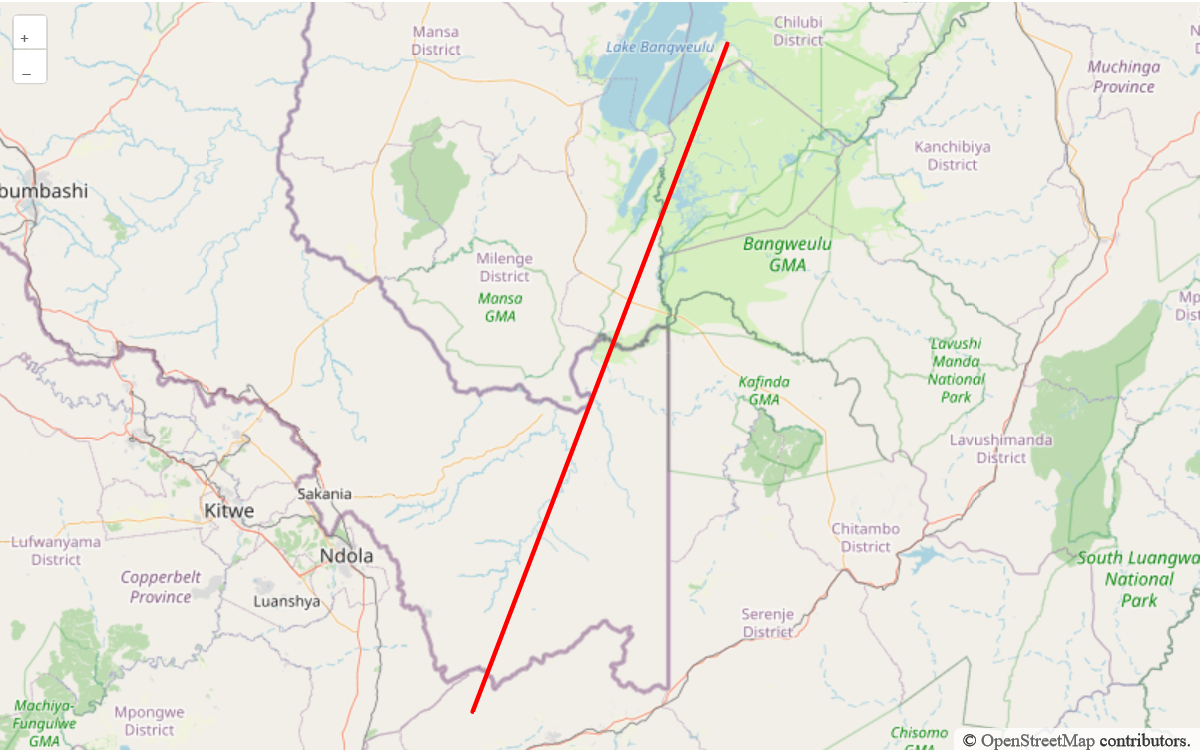 +
–
Mansa
District
Lake Bangweulu
Chilubi
District
Muchinga
Province
Kanchibiya
District
bumbashi
Bangweulu
GMA
Milenge
District
Mansa
GMA
Mp
Dist
Lavushi
Manda
National
Park
Kafinda
GMA
Lavushimanda
District
Sakania
Kitwe
Chitambo
District
Lufwanyama
District
Ndola
South Luangwa
National
Park
Copperbelt
Province
Luanshya
Serenje
District
Machiya-
Fungulwe
GMA
Mpongwe
District
Chisomo
GMA
© OpenStreetMap contributors.